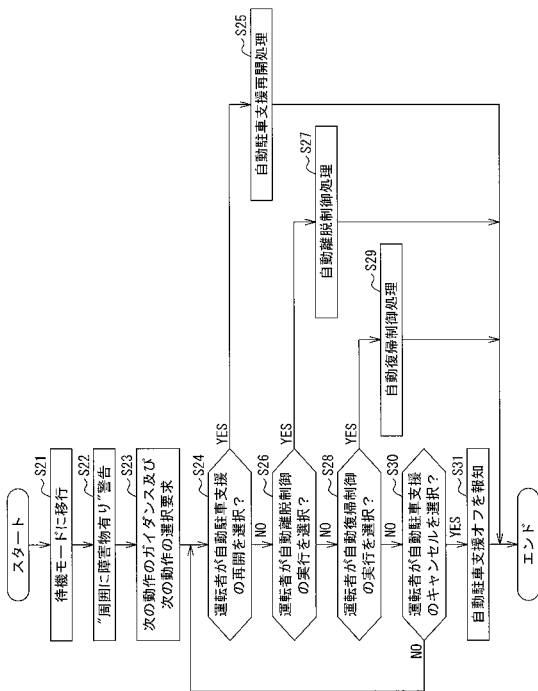 スタート
S21
待機モードに移行
S22
"周囲に障害物有り"警告
S23
次の動作のガイダンス及び
次の動作の選択要求
S24
運転者が自動駐車支援
の再開を選択?
YES
NO
S25
自動駐車支援再開処理
S26
運転者が自動離脱制御
の実行を選択?
YES
NO
S27
自動離脱制御処理
S28
運転者が自動復帰制御
の実行を選択?
YES
NO
S29
自動復帰制御処理
S30
運転者が自動駐車支援
のキャンセルを選択?
NO
YES
S31
自動駐車支援オフを報知
エンド